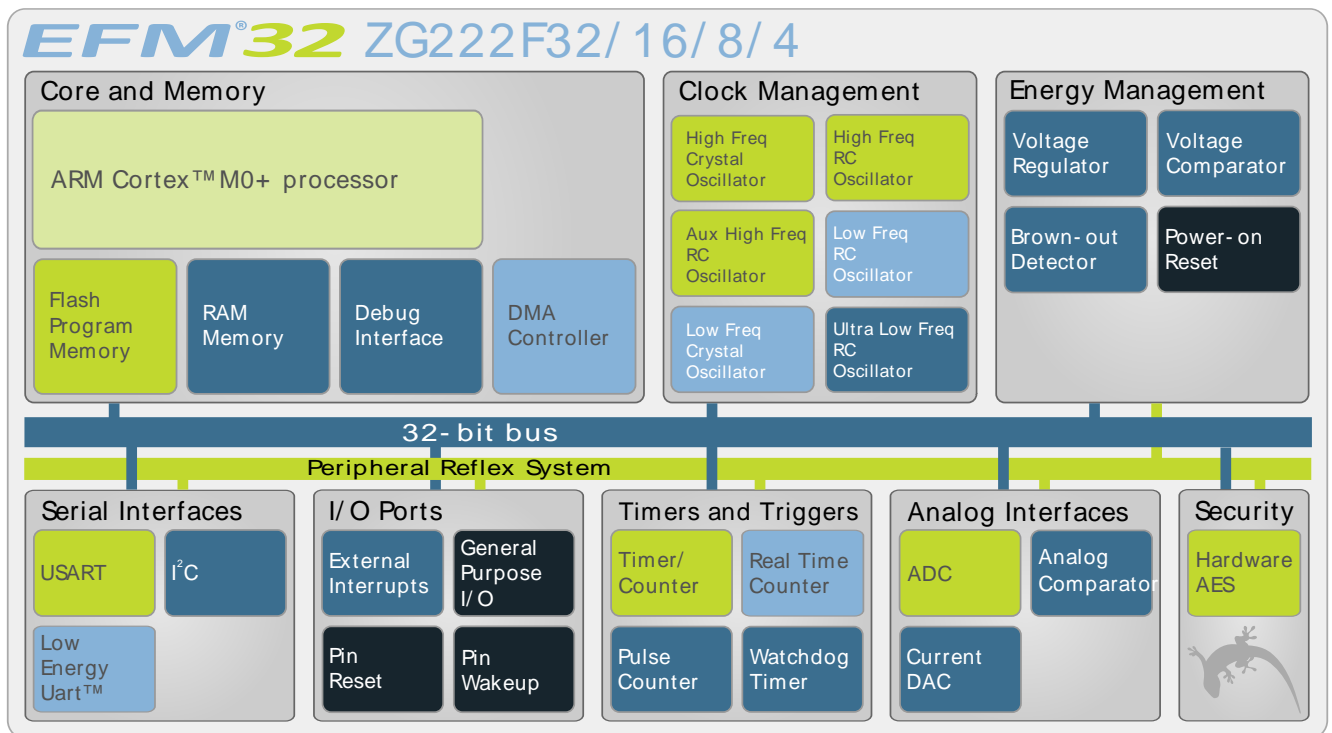 EFM®32 ZG222F32/16/8/4
Core and Memory
ARM Cortex™ M0+ processor
Flash
Program
Memory
RAM
Memory
Debug
Interface
DMA
Controller
Clock Management
High Freq
Crystal
Oscillator
High Freq
RC
Oscillator
Aux High Freq
RC
Oscillator
Low Freq
RC
Oscillator
Low Freq
Crystal
Oscillator
Ultra Low Freq
RC
Oscillator
Energy Management
Voltage
Regulator
Voltage
Comparator
Brown-out
Detector
Power-on
Reset
32-bit bus
Peripheral Reflex System
Serial Interfaces
USART
I²C
Low
Energy
Uart™
I/O Ports
External
Interrupts
General
Purpose
I/O
Pin
Reset
Pin
Wakeup
Timers and Triggers
Timer/
Counter
Real Time
Counter
Pulse
Counter
Watchdog
Timer
Analog Interfaces
ADC
Analog
Comparator
Current
DAC
Security
Hardware
AES